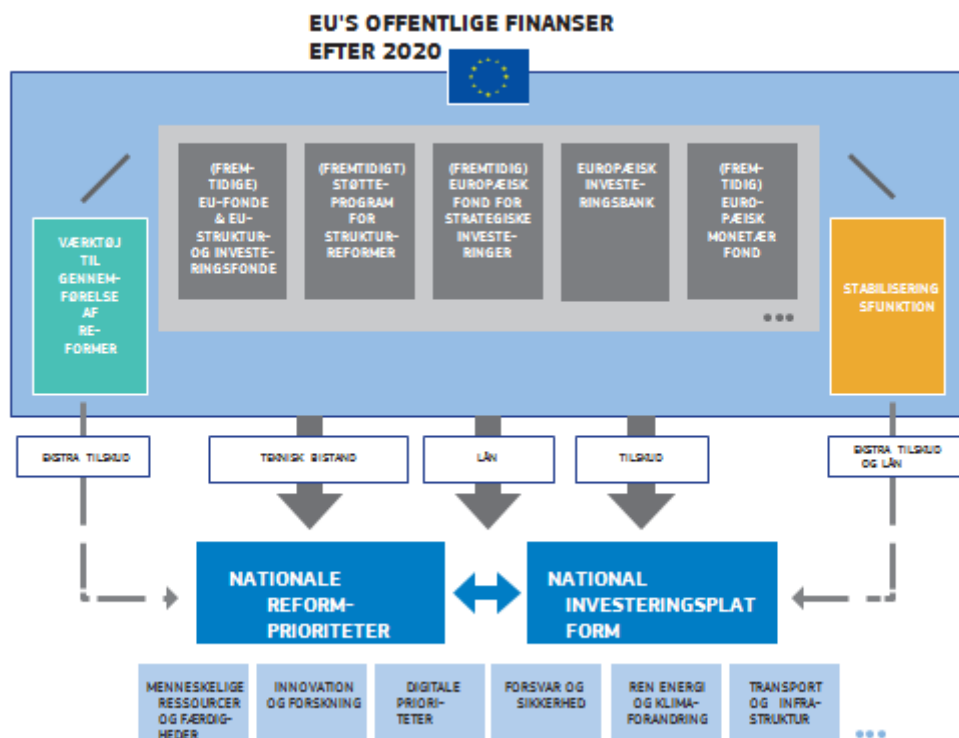 EU'S OFFENTLIGE FINANSER
EFTER 2020
VÆRKTØJ
TIL
GENNEM-
FØRELSE
AF
RE-
FORMER
(FREM-
TIDIGE)
EU-FONDE
& EU-
STRUKTUR-
OG INVESTE-
RINGSFONDE
(FREMTIDIGT)
STØTTE-
PROGRAM
FOR
STRUKTUR-
REFORMER
(FREMTIDIG)
EUROPÆISK
FOND FOR
STRATEGISKE
INVESTE-
RINGER
EUROPÆISK
INVESTE-
RINGSBANK
(FREM-
TIDIG)
EURO-
PÆISK
MONETÆR
FOND
STABILISERING
SFUNKTION
EKSTRA TILSKUD
TEKNISK BISTAND
LÅN
TILSKUD
EKSTRA TILSKUD
OG LÅN
NATIONALE
REFORM-
PRIORITETER
NATIONAL
INVESTERINGSPLAT
FORM
MENNESKELIGE
RESSOURCER
OG FÆRDIG-
HEDER
INNOVATION
OG FORSKNING
DIGITALE
PRIORI-
TETER
FORSVAR OG
SIKKERHED
REN ENERGI
OG KLIMA-
FORANDRING
TRANSPORT
OG INFRA-
STRUKTUR